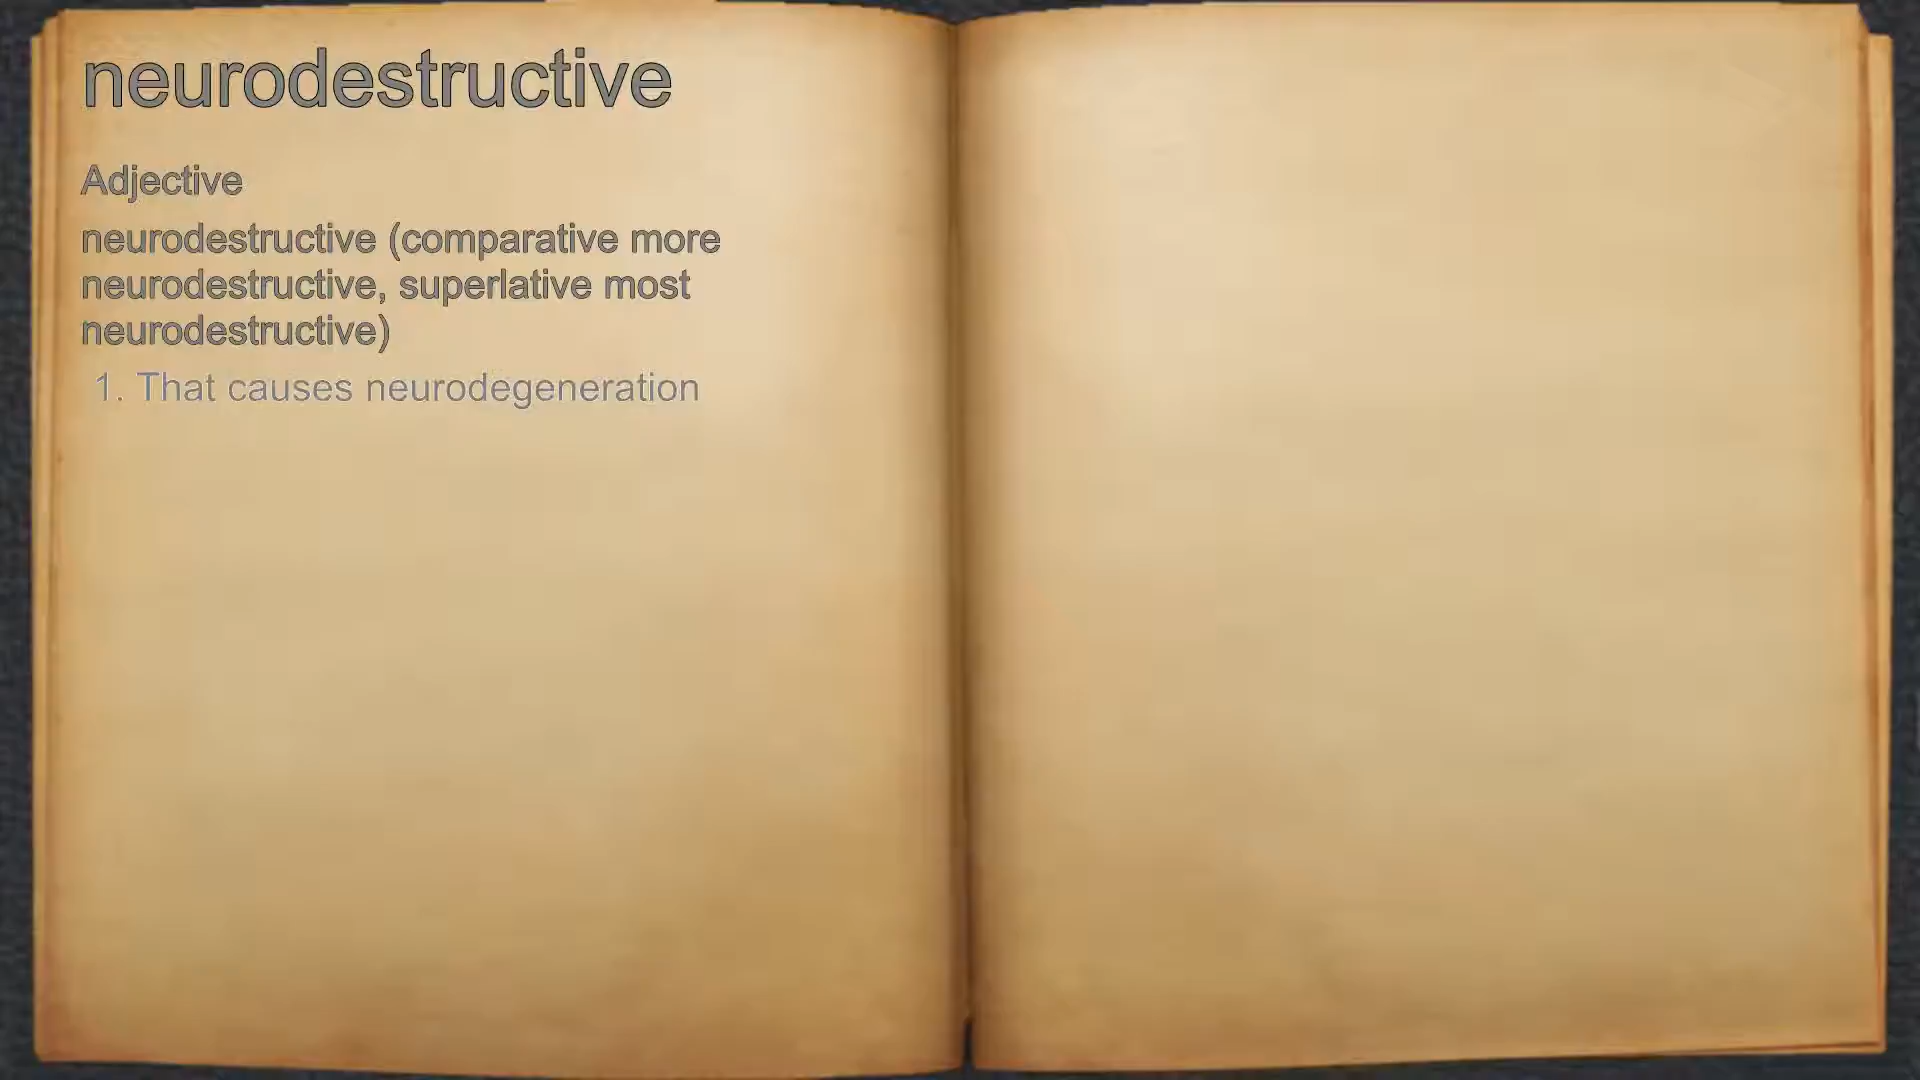 neurodestructive
Adjective
neurodestructive (comparative more
neurodestructive, superlative most
neurodestructive)
1. That causes neurodegeneration